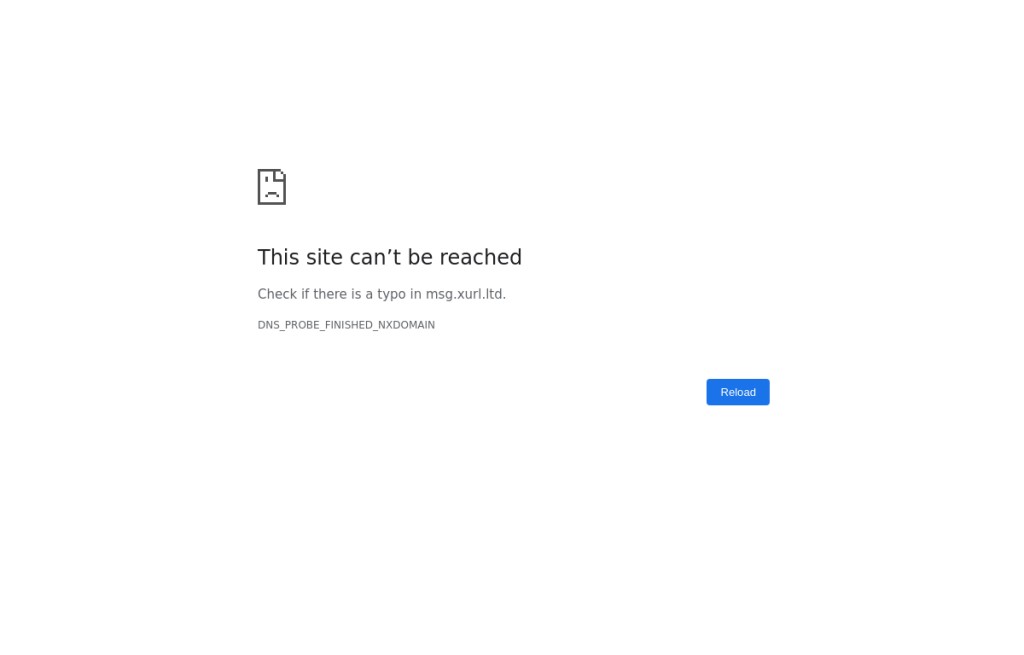 This site can’t be reached
Check if there is a typo in msg.xurl.ltd.
DNS_PROBE_FINISHED_NXDOMAIN
Reload